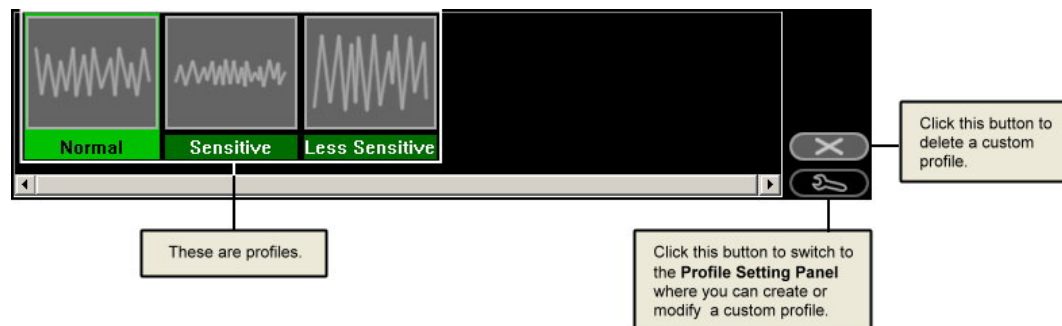 Normal
Sensitive
Less Sensitive
Click this button to
delete a custom
profile.
These are profiles.
Click this button to switch to
the Profile Setting Panel
where you can create or
modify a custom profile.